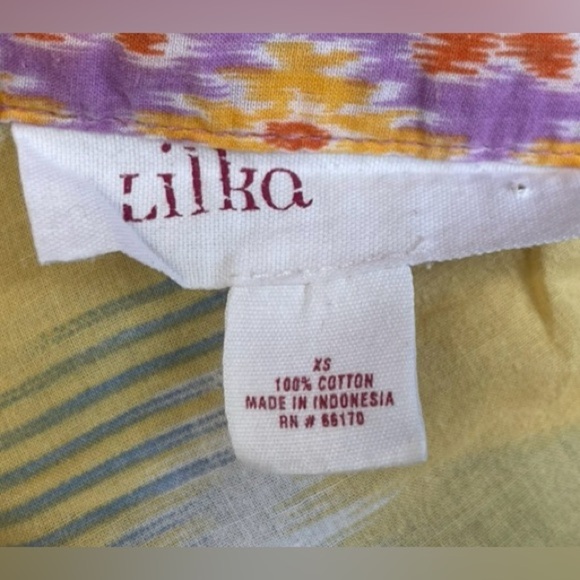 Lilka
XS
100% COTTON
MADE IN INDONESIA
RN # 66170